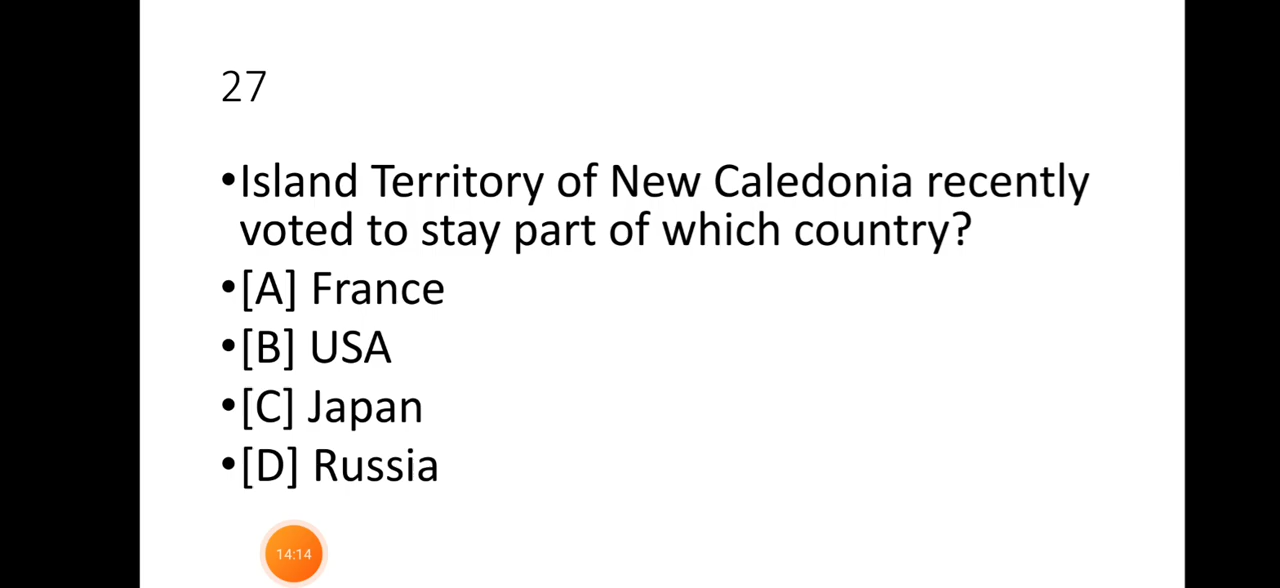 27
•Island Territory of New Caledonia recently
voted to stay part of which country?
•[A] France
•[B] USA
•[C] Japan
•[D] Russia
14:14